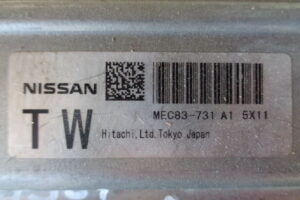 NISSAN
MEC83-731 A1 5X11
TW
Hitachi,Ltd.Tokyo Japan